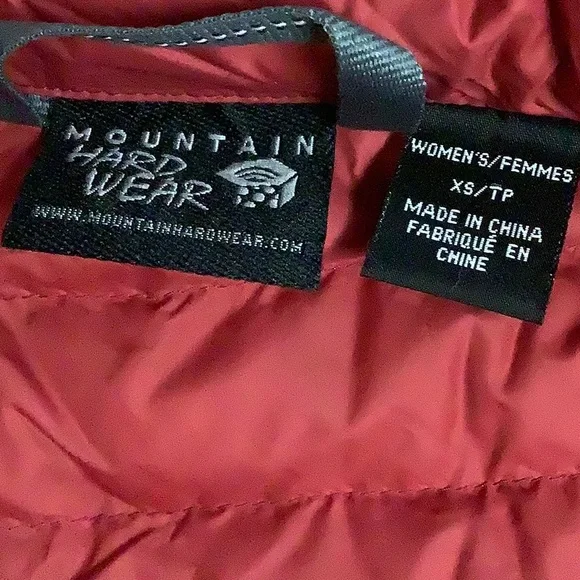 MOUNTAIN
HARD
WEAR
WWW.MOUNTAINHARDWEAR.COM
WOMEN'S/FEMMES
XS/TP
MADE IN CHINA
FABRIQUÉ EN
CHINE